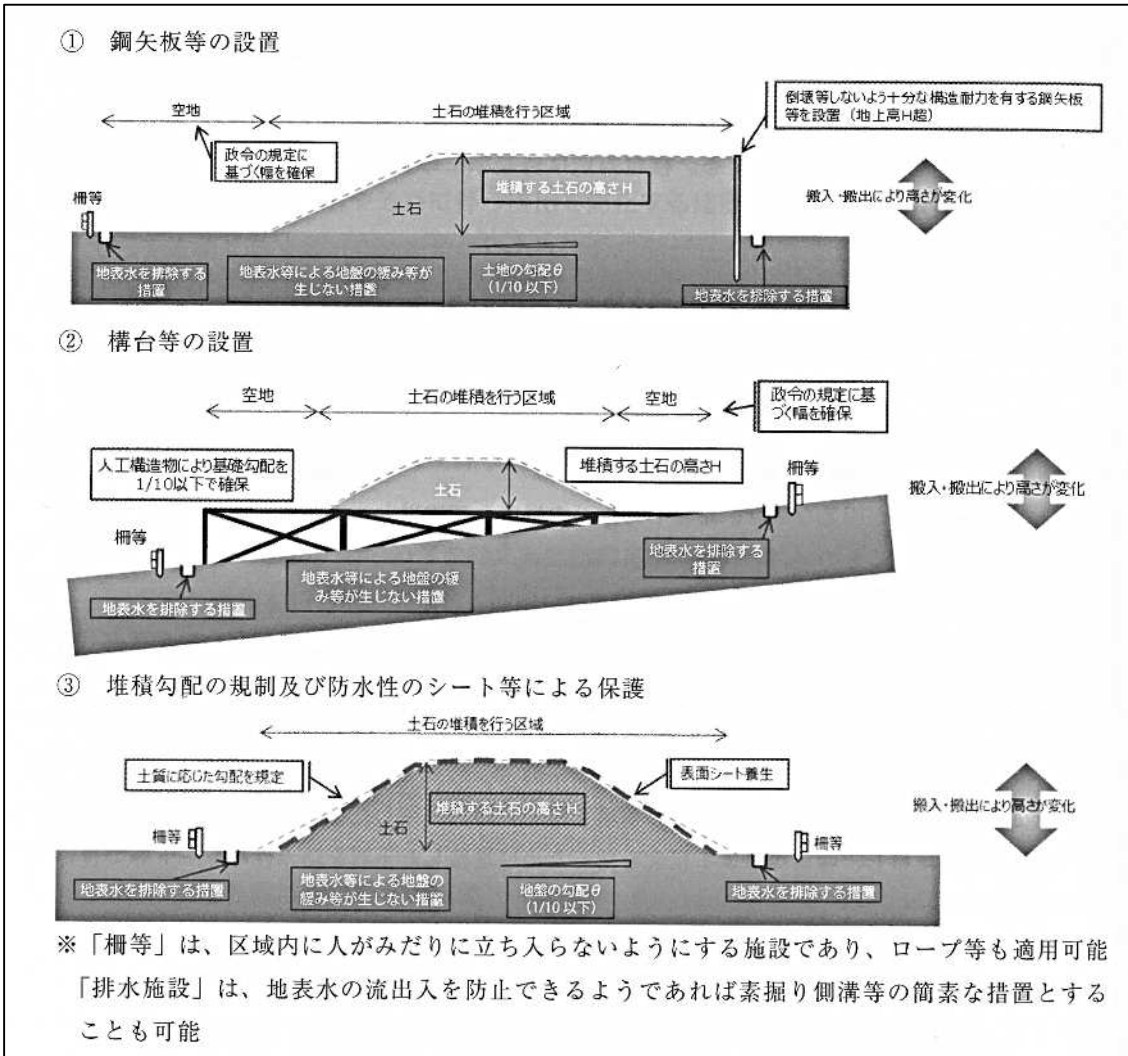 ① 鋼矢板等の設置
空地
土石の堆積を行う区域
倒壊等しないよう十分な構造耐力を有する鋼矢板
等を設置（地上高H超）
政令の規定に
基づく幅を確保
堆積する土石の高さH
搬入・搬出により高さが変化
柵等
土石
地表水を排除する
措置
地表水等による地盤の緩み等が
生じない措置
土地の勾配θ
(1/10以下)
地表水を排除する措置
② 構台等の設置
空地
土石の堆積を行う区域
空地
政令の規定に基
づく幅を確保
人工構造物により基礎勾配を
1/10以下で確保
土石
堆積する土石の高さH
柵等
搬入・搬出により高さが変化
柵等
地表水を排除する
措置
地表水等による地盤の緩
み等が生じない措置
地表水を排除する措置
③ 堆積勾配の規制及び防水性のシート等による保護
土石の堆積を行う区域
土質に応じた勾配を規定
表面シート養生
堆積する土石の高さH
搬入・搬出により高さが変化
柵等
土石
柵等
地表水を排除する措置
地表水等による地盤の
緩み等が生じない措置
地盤の勾配θ
(1/10以下)
地表水を排除する措置
※「柵等」は、区域内に人がみだりに立ち入らないようにする施設であり、ロープ等も適用可能
「排水施設」は、地表水の流出入を防止できるようであれば素掘り側溝等の簡素な措置とする
ことも可能